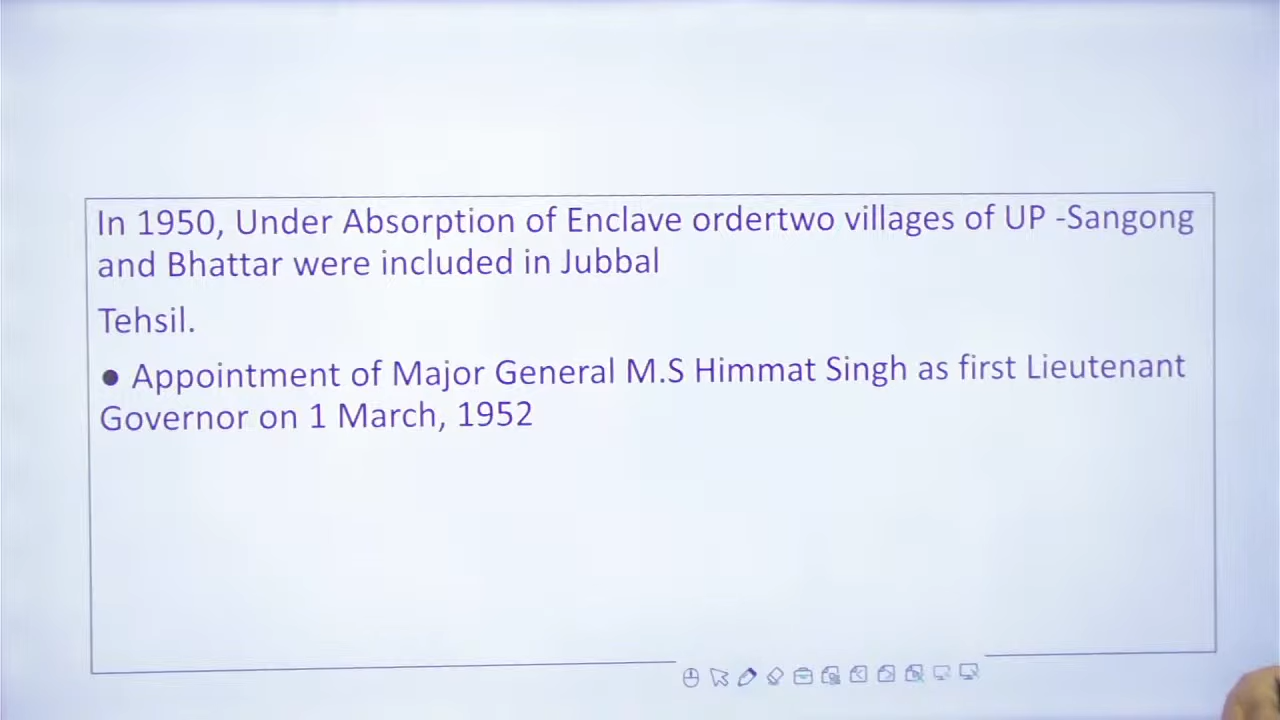 In 1950, Under Absorption of Enclave ordertwo villages of UP -Sangong
and Bhattar were included in Jubbal
Tehsil.
● Appointment of Major General M.S Himmat Singh as first Lieutenant
Governor on 1 March, 1952